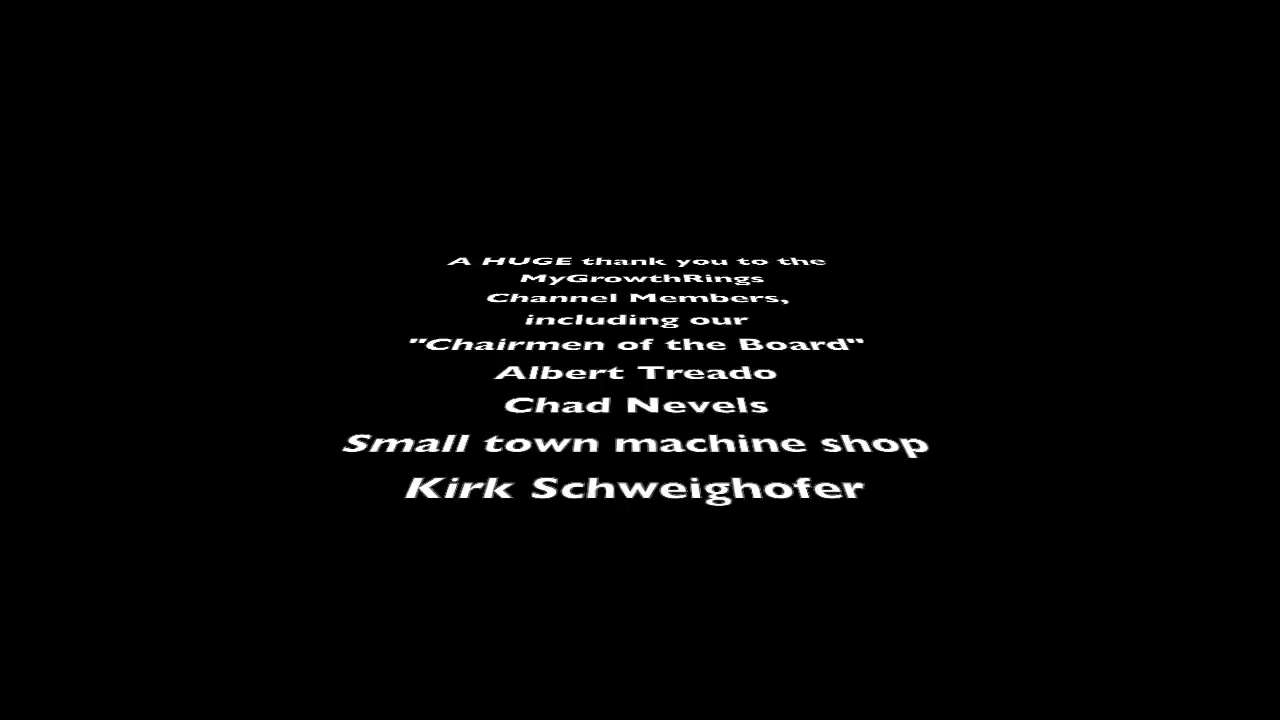 A HUGE thank you to the
MyGrowthRings
Channel Members,
including our
"Chairmen of the Board"
Albert Treado
Chad Nevels
Small town machine shop
Kirk Schweighofer